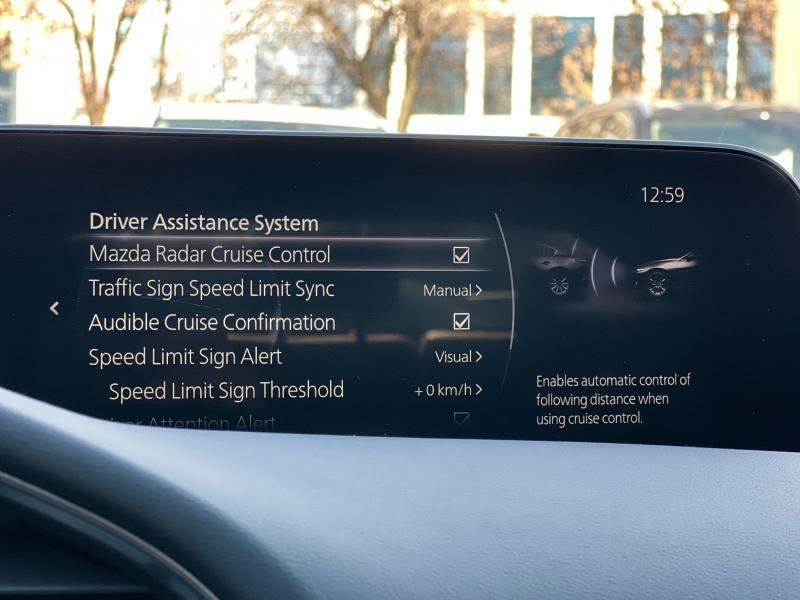 12:59
Driver Assistance System
Mazda Radar Cruise Control
Traffic Sign Speed Limit Sync Manual >
Audible Cruise Confirmation
Speed Limit Sign Alert Visual >
Speed Limit Sign Threshold +0 km/h >
Attention Alert
Enables automatic control of
following distance when
using cruise control.